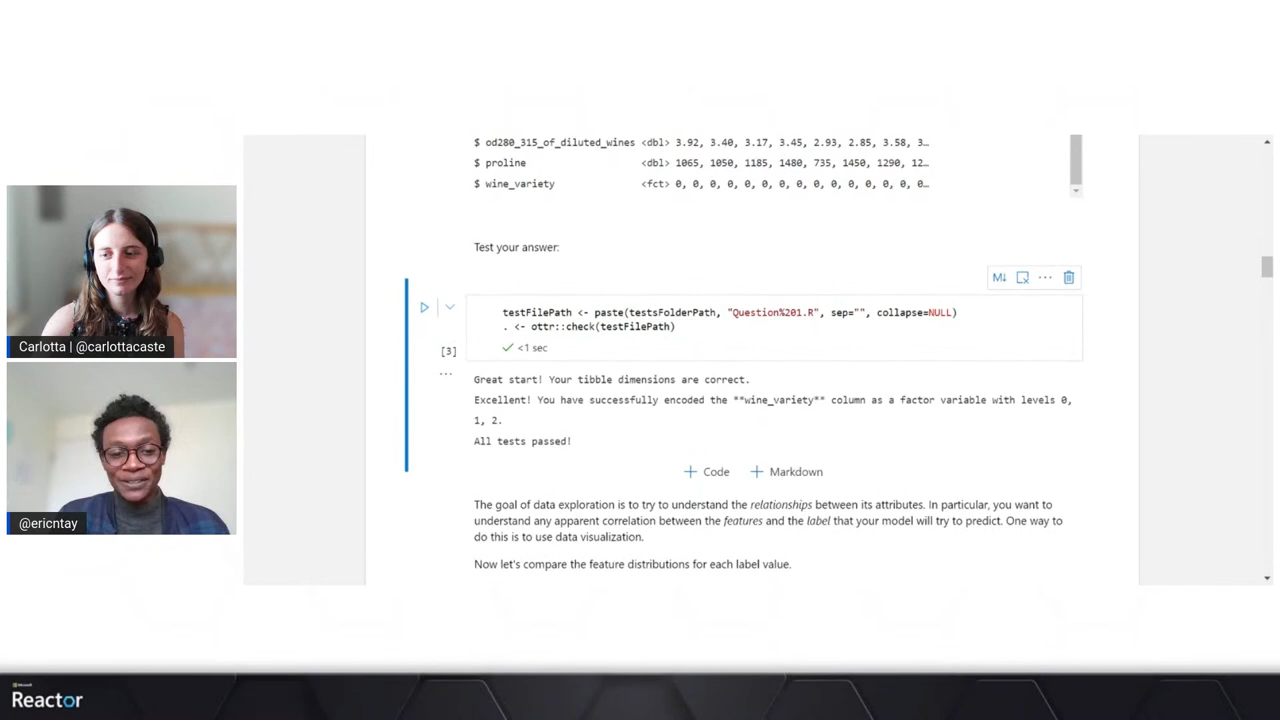 $ od280_315_of_diluted_wines <dbl> 3.92, 3.40, 3.17, 3.45, 2.93, 2.85, 3.58, 3…
$ proline <dbl> 1065, 1050, 1185, 1480, 735, 1450, 1290, 12…
$ wine_variety <fct> 0, 0, 0, 0, 0, 0, 0, 0, 0, 0, 0, 0, 0, 0, 0…
Test your answer:
M↓ ...
testFilePath <- paste(testsFolderPath, "Question%201.R", sep="", collapse=NULL)
. <- ottr::check(testFilePath)
[3]
✓ <1 sec
...
Great start! Your tibble dimensions are correct.
Excellent! You have successfully encoded the **wine_variety** column as a factor variable with levels 0,
1, 2.
All tests passed!
+ Code + Markdown
The goal of data exploration is to try to understand the relationships between its attributes. In particular, you want to
understand any apparent correlation between the features and the label that your model will try to predict. One way to
do this is to use data visualization.
Now let's compare the feature distributions for each label value.
Carlotta | @carlottacaste
@ericntay
Microsoft
Reactor